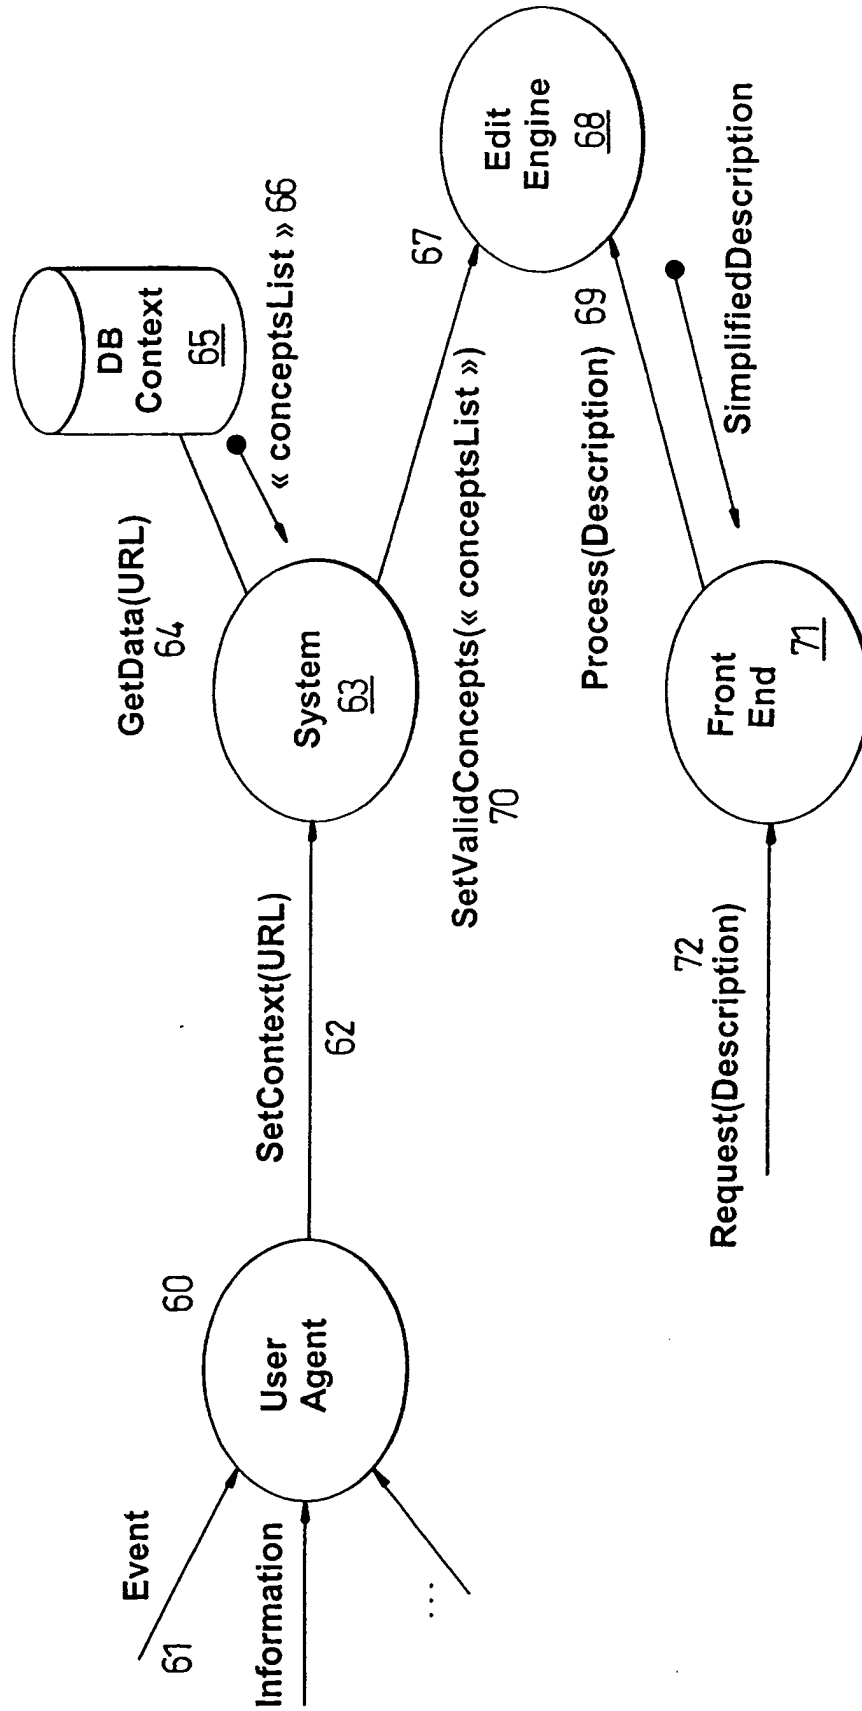 Event
61
Information
...
60
User
Agent
SetContext(URL)
62
System
63
GetData(URL)
64
DB
Context
65
« conceptsList » 66
67
SetValidConcepts(« conceptsList »)
70
Edit
Engine
68
Process(Description) 69
SimplifiedDescription
Front
End
71
72
Request(Description)